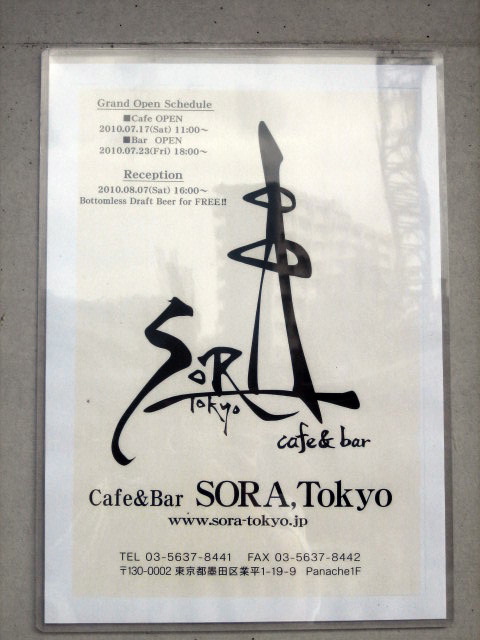 Grand Open Schedule
■Cafe OPEN
2010.07.17(Sat) 11:00~
■Bar OPEN
2010.07.23(Fri) 18:00~
Reception
2010.08.07(Sat) 16:00~
Bottomless Draft Beer for FREE!!
SoRA
Tokyo
cafe & bar
Cafe&Bar SORA,Tokyo
www.sora-tokyo.jp
TEL 03-5637-8441 FAX 03-5637-8442
〒130-0002 東京都墨田区業平1-19-9 Panache1F